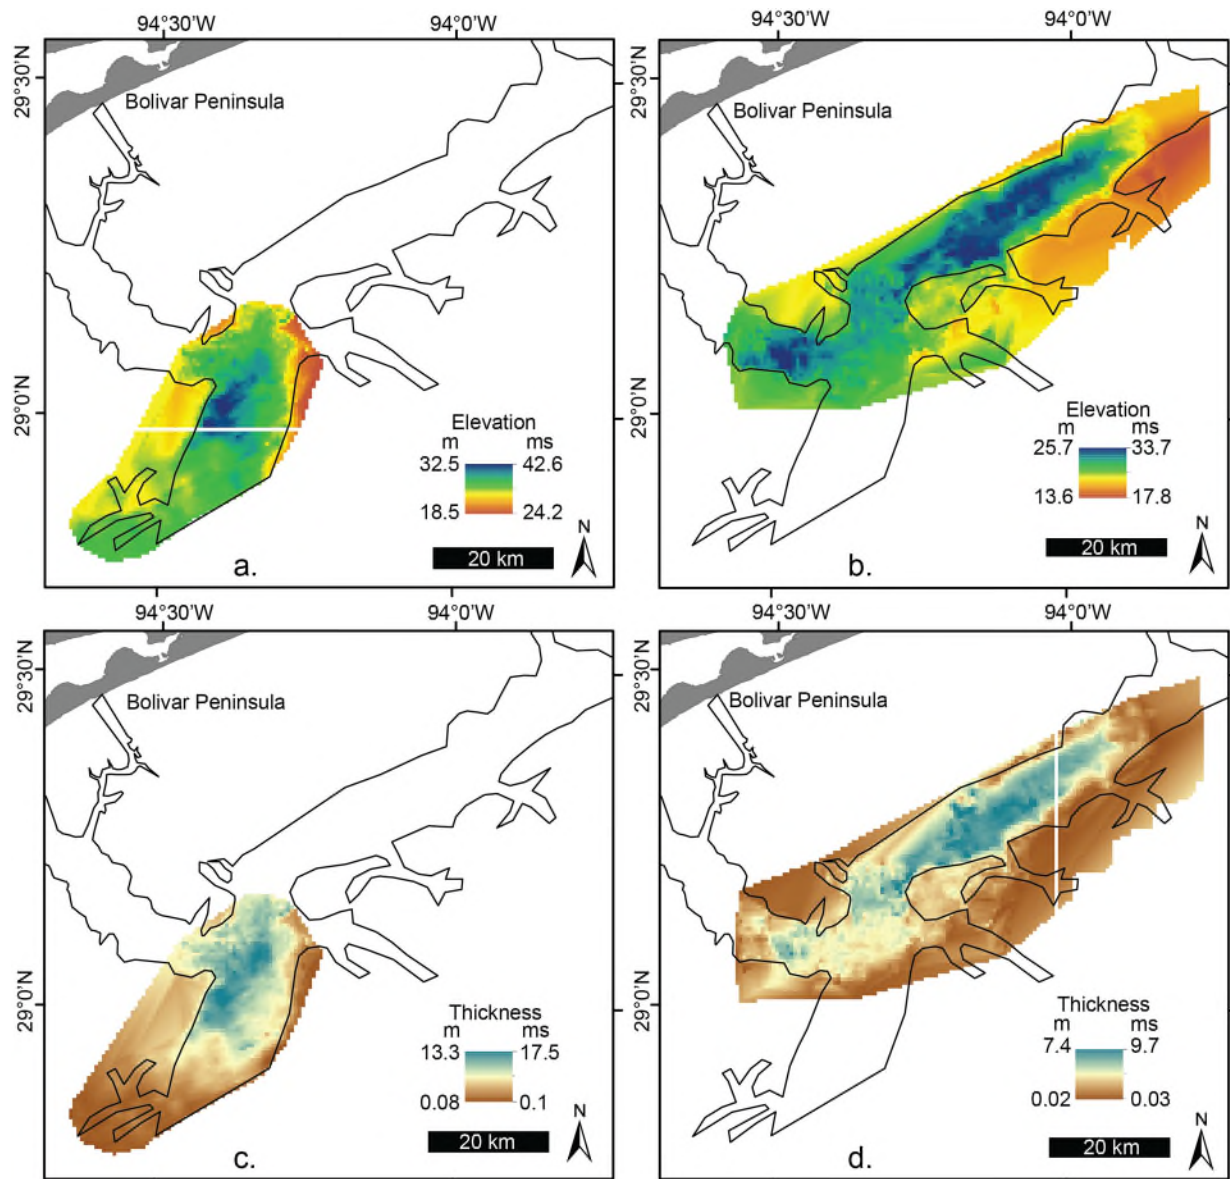 94°30'W 94°0'W
29°30'N
Bolivar Peninsula
29°0'N
Elevation
m ms
32.5 42.6
18.5 24.2
20 km
N
a.
94°30'W 94°0'W
29°30'N
Bolivar Peninsula
29°0'N
Elevation
m ms
25.7 33.7
13.6 17.8
20 km
N
b.
94°30'W 94°0'W
29°30'N
Bolivar Peninsula
29°0'N
Thickness
m ms
13.3 17.5
0.08 0.1
20 km
N
c.
94°30'W 94°0'W
29°30'N
Bolivar Peninsula
29°0'N
Thickness
m ms
7.4 9.7
0.02 0.03
20 km
N
d.